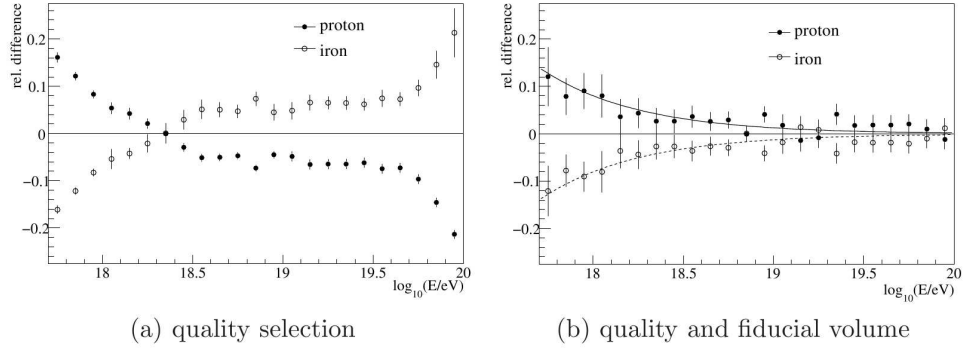 rel. difference
0.2
0.1
0
−0.1
−0.2
proton
iron
18
18.5
19
19.5
20
log10(E/eV)
(a) quality selection
rel. difference
0.2
0.1
0
−0.1
−0.2
proton
iron
18
18.5
19
19.5
20
log10(E/eV)
(b) quality and fiducial volume